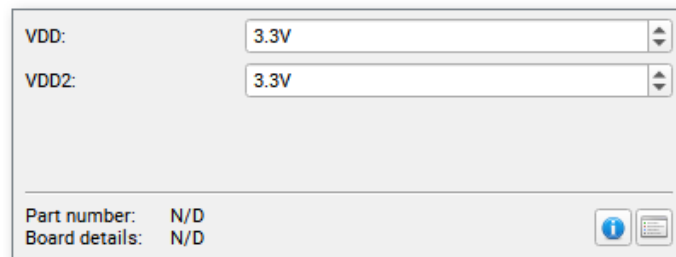 VDD: 3.3V
VDD2: 3.3V
Part number: N/D
Board details: N/D